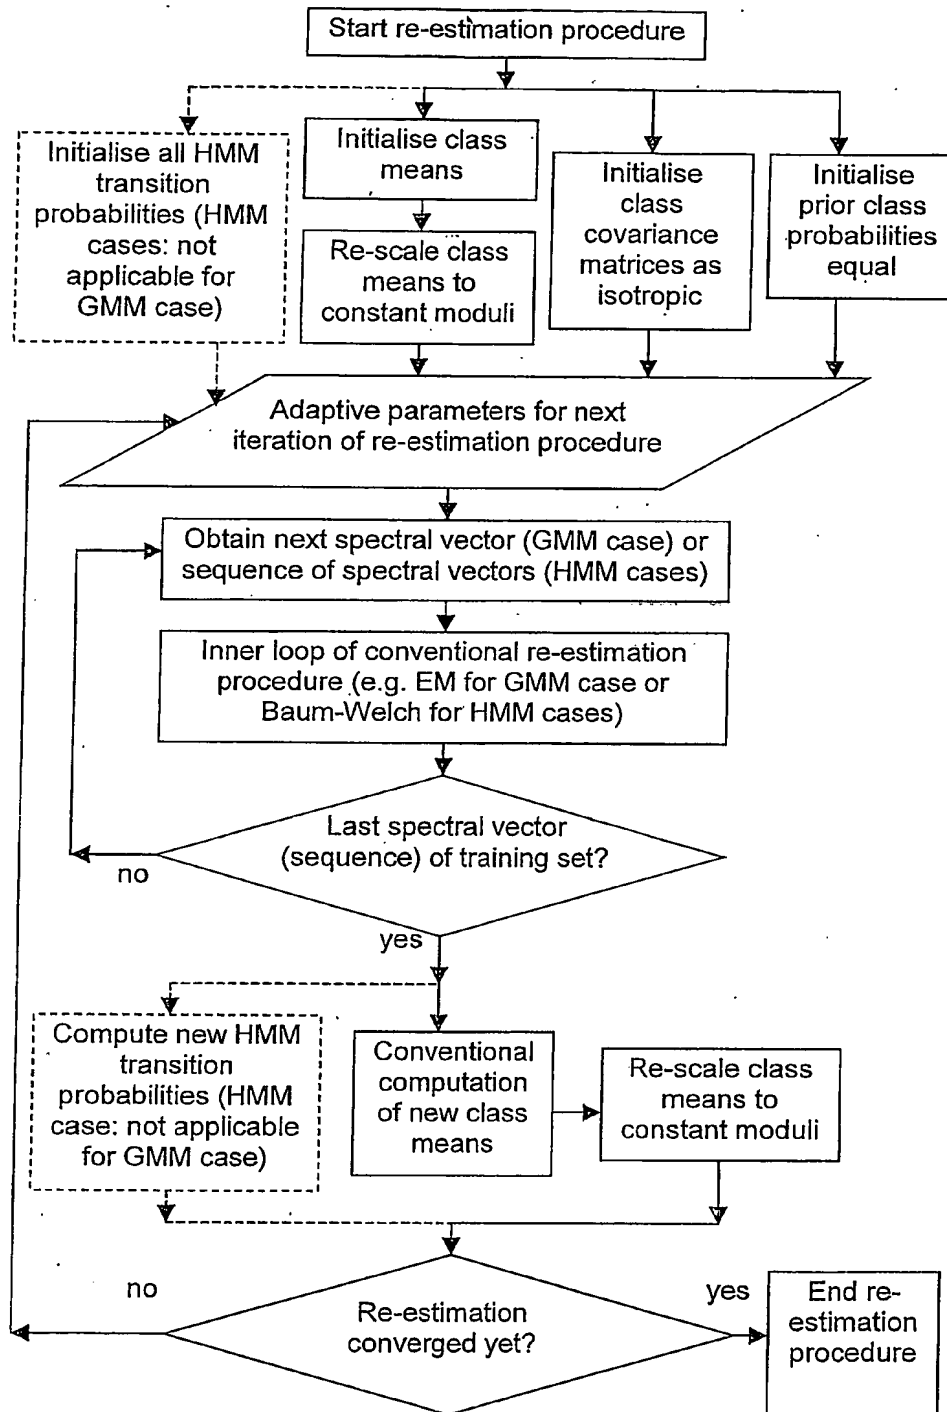 Start re-estimation procedure
Initialise all HMM
transition
probabilities (HMM
cases: not
applicable for
GMM case)
Initialise class
means
Re-scale class
means to
constant moduli
Initialise
class
covariance
matrices as
isotropic
Initialise
prior class
probabilities
equal
Adaptive parameters for next
iteration of re-estimation procedure
Obtain next spectral vector (GMM case) or
sequence of spectral vectors (HMM cases)
Inner loop of conventional re-estimation
procedure (e.g. EM for GMM case or
Baum-Welch for HMM cases)
Last spectral vector
(sequence) of training set?
no
yes
Compute new HMM
transition
probabilities (HMM
case: not applicable
for GMM case)
Conventional
computation
of new class
means
Re-scale class
means to
constant moduli
no
Re-estimation
converged yet?
yes
End re-
estimation
procedure